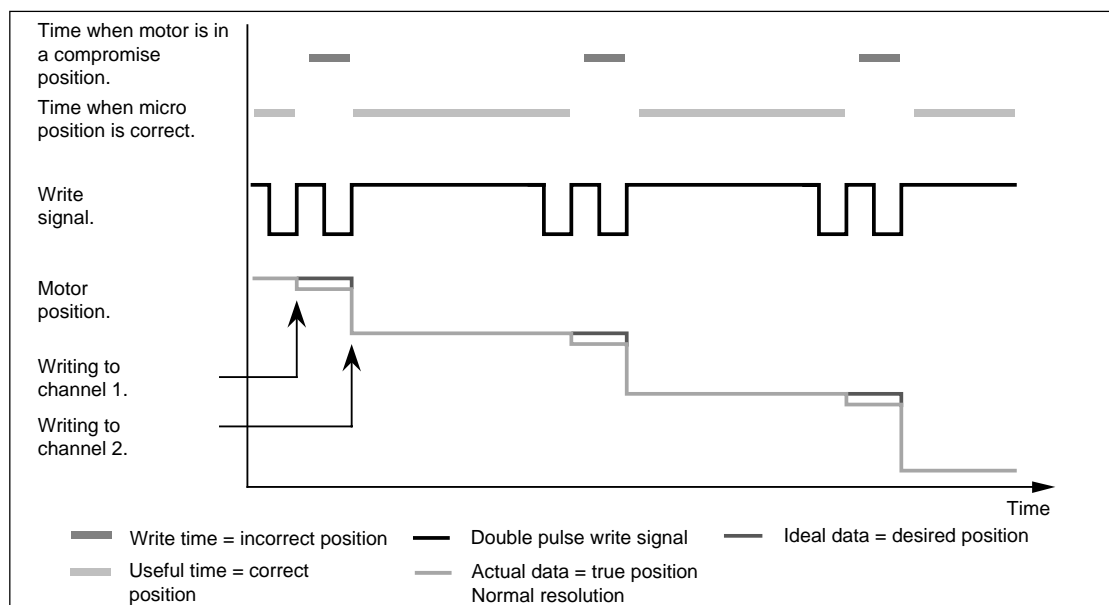 Time when motor is in
a compromise
position.
Time when micro
position is correct.
Write
signal.
Motor
position.
Writing to
channel 1.
Writing to
channel 2.
Time
Write time = incorrect position
Double pulse write signal
Ideal data = desired position
Useful time = correct
position
Actual data = true position
Normal resolution